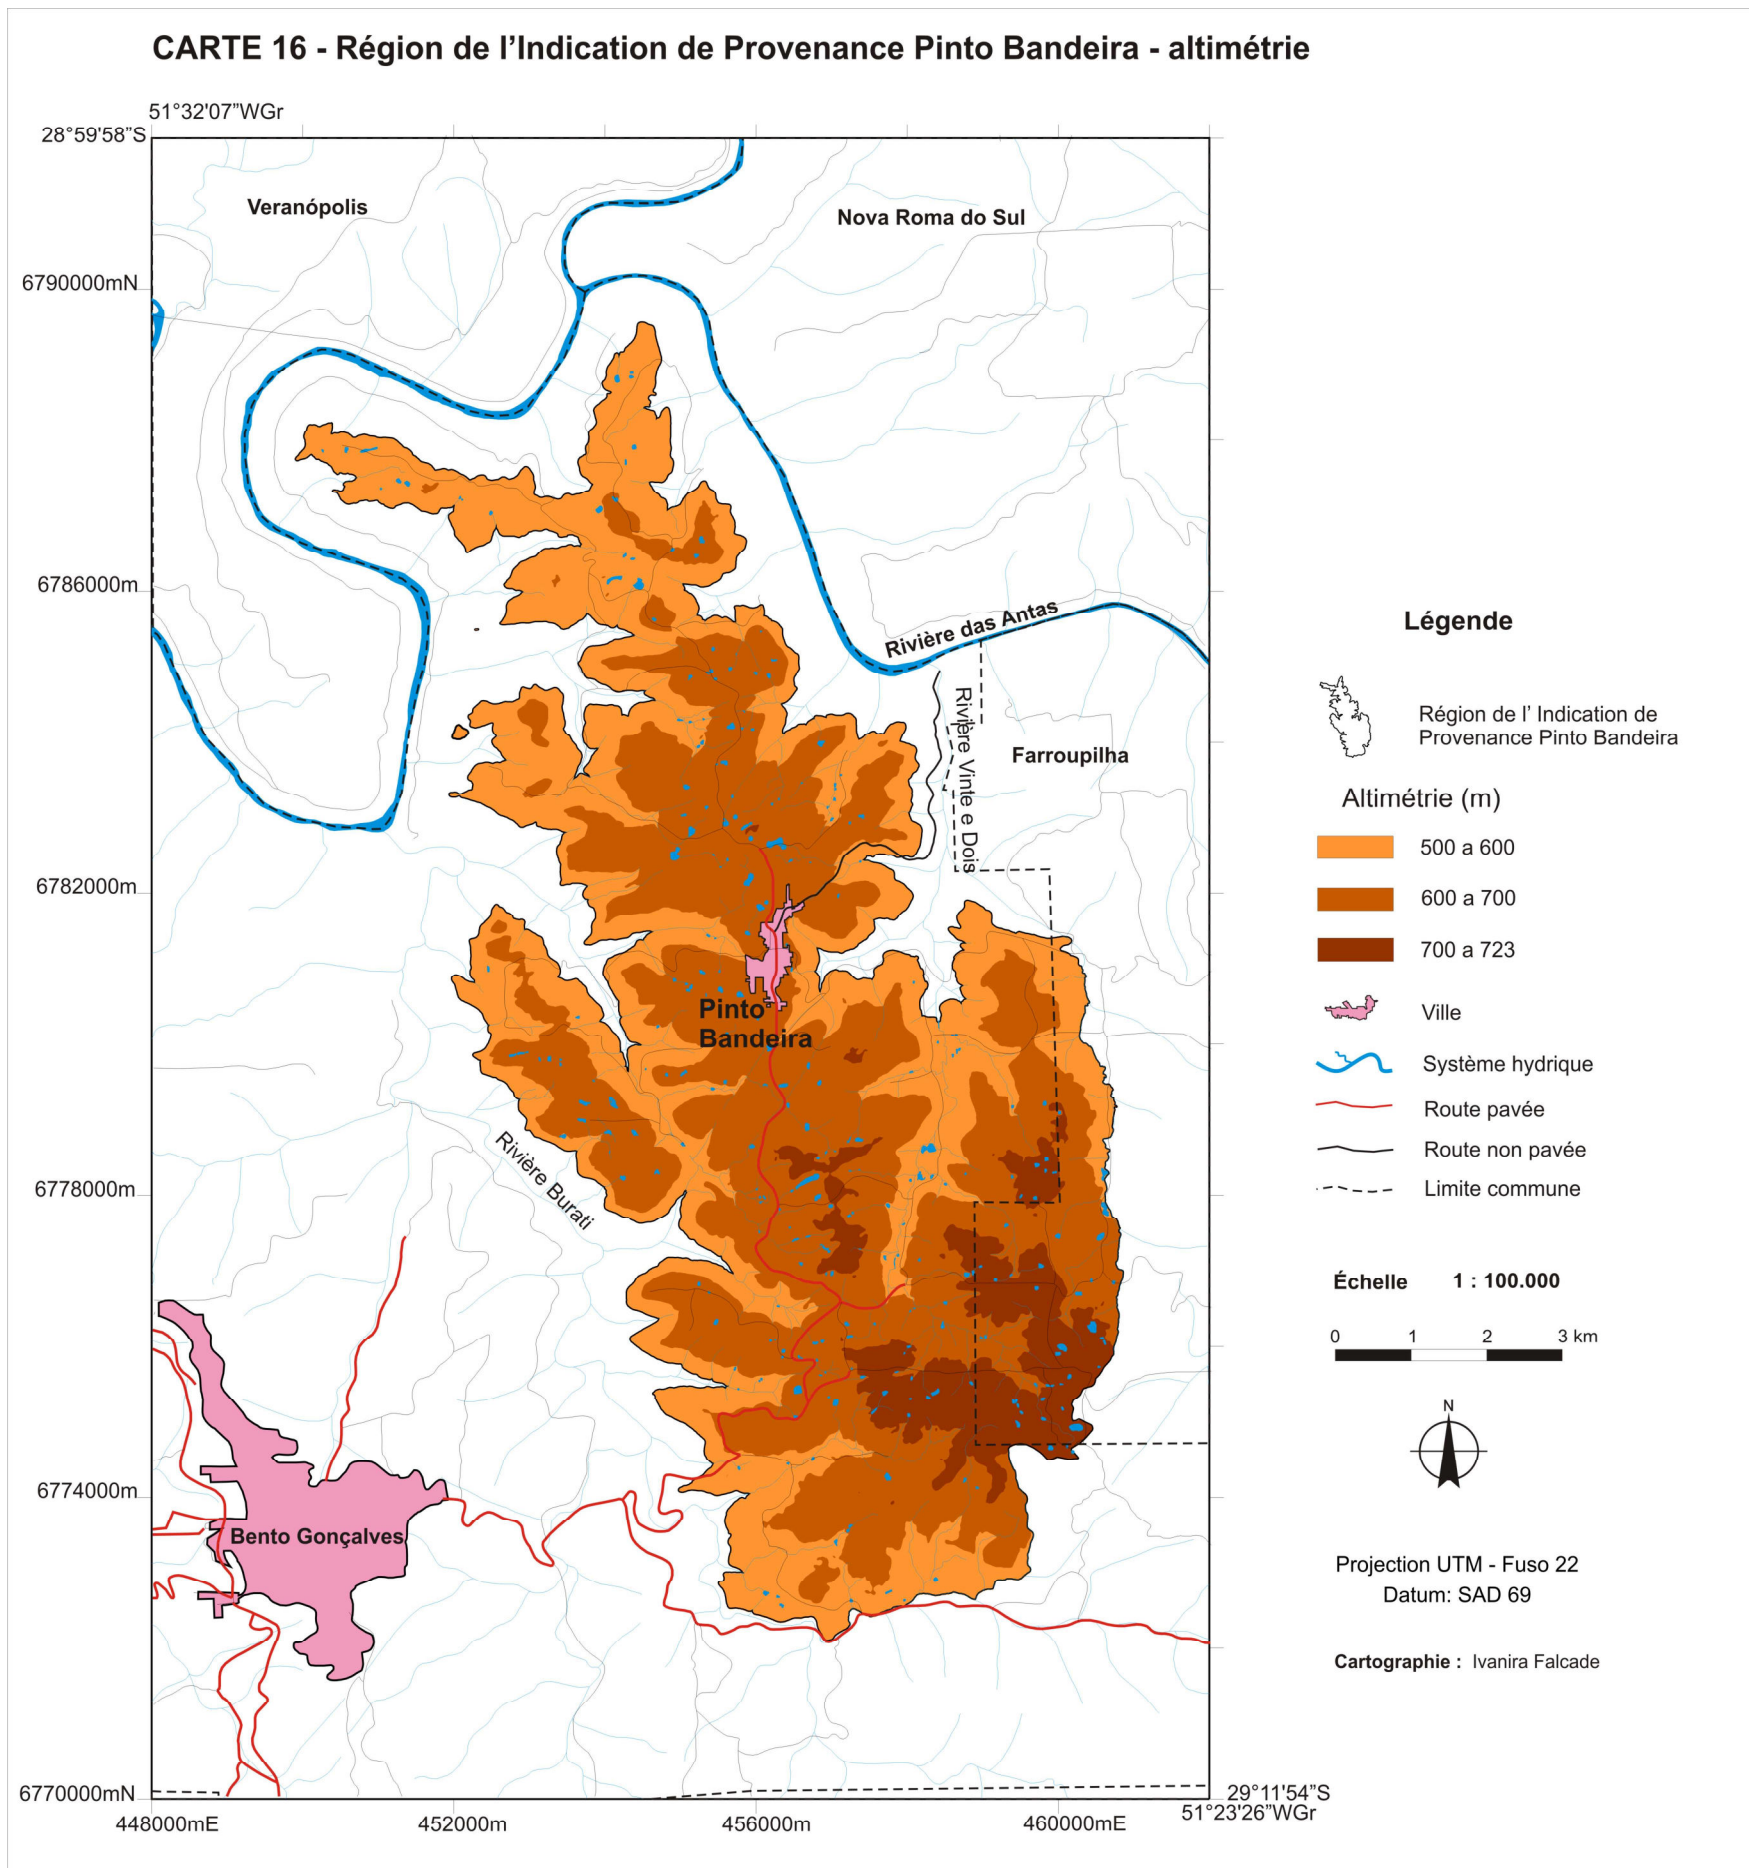 CARTE 16 - Région de l’Indication de Provenance Pinto Bandeira - altimétrie
51°32'07”WGr
28°59'58”S
Veranópolis
Nova Roma do Sul
6790000mN
6786000m
Rivière das Antas
Rivière Vinte e Dois
Farroupilha
6782000m
Pinto
Bandeira
Rivière Burati
6778000m
6774000m
Bento Gonçalves
6770000mN
29°11'54”S
51°23'26”WGr
448000mE
452000m
456000m
460000mE
Légende
Région de l’ Indication de
Provenance Pinto Bandeira
Altimétrie (m)
500 a 600
600 a 700
700 a 723
Ville
Système hydrique
Route pavée
Route non pavée
Limite commune
Échelle 1 : 100.000
0 1 2 3 km
N
Projection UTM - Fuso 22
Datum: SAD 69
Cartographie : Ivanira Falcade